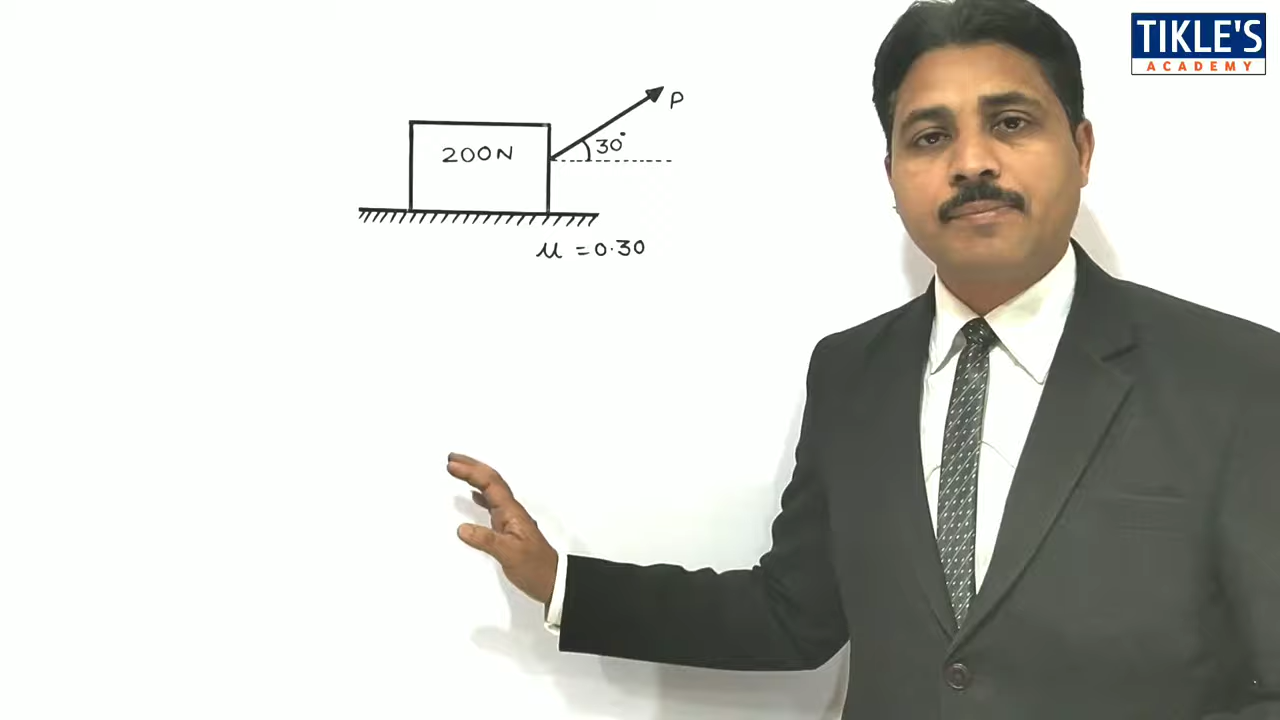 TIKLE'S
ACADEMY
P
30°
200N
μ = 0.30